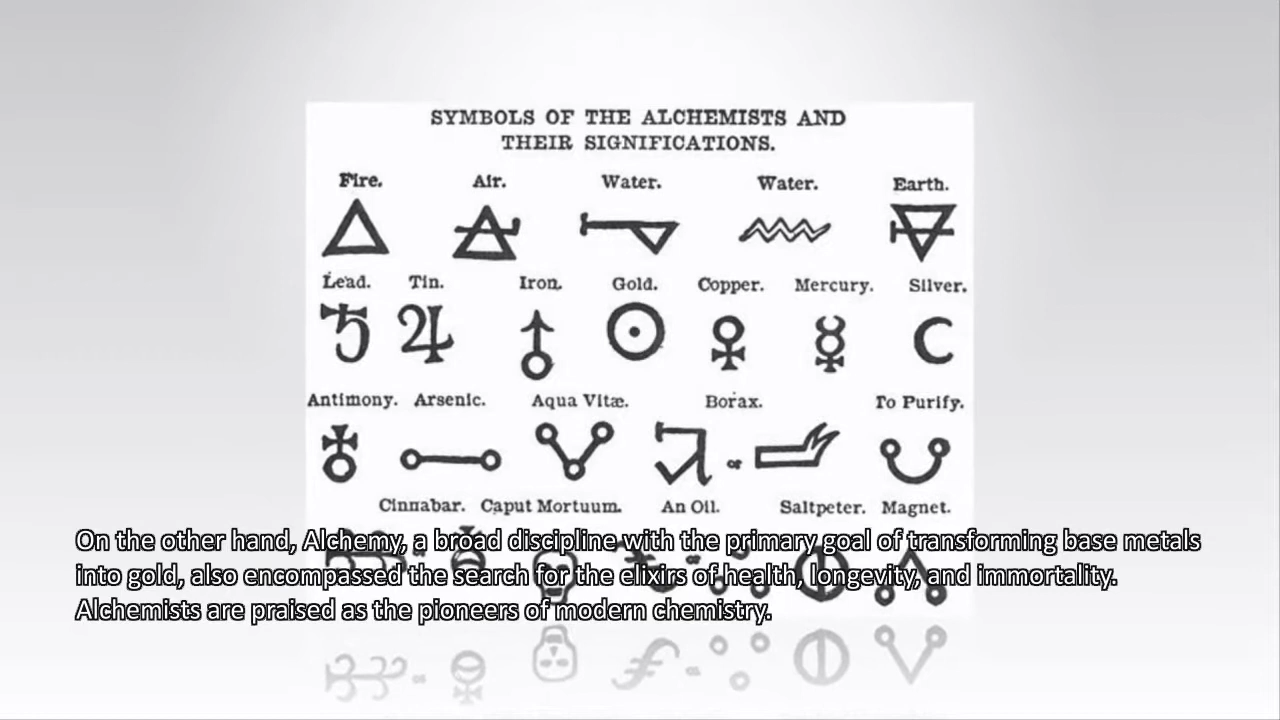 SYMBOLS OF THE ALCHEMISTS AND
THEIR SIGNIFICATIONS.
Fire. Air. Water. Water. Earth.
Lead. Tin. Iron. Gold. Copper. Mercury. Silver.
Antimony. Arsenic. Aqua Vitæ. Borax. To Purify.
or
Cinnabar. Caput Mortuum. An Oil. Saltpeter. Magnet.
On the other hand, Alchemy, a broad discipline with the primary goal of transforming base metals
into gold, also encompassed the search for the elixirs of health, longevity, and immortality.
Alchemists are praised as the pioneers of modern chemistry.